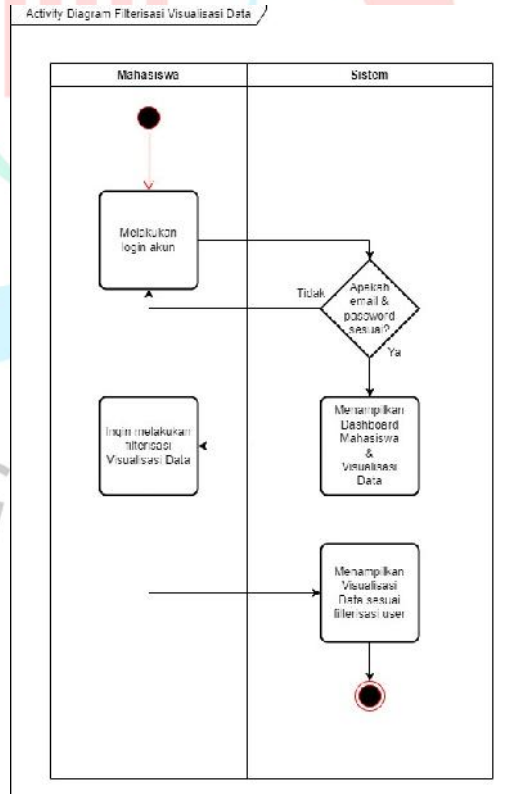 Activity Diagram Filterisasi Visualisasi Data
Mahasiswa
Sistem
Melakukan
login akun
Apakah
email &
password
sesuai?
Tidak
Ya
Menampilkan
Dashboard
Mahasiswa
&
Visualisasi
Data
Ingin melakukan
filterisasi
Visualisasi Data
Menampilkan
Visualisasi
Data sesuai
filterisasi user